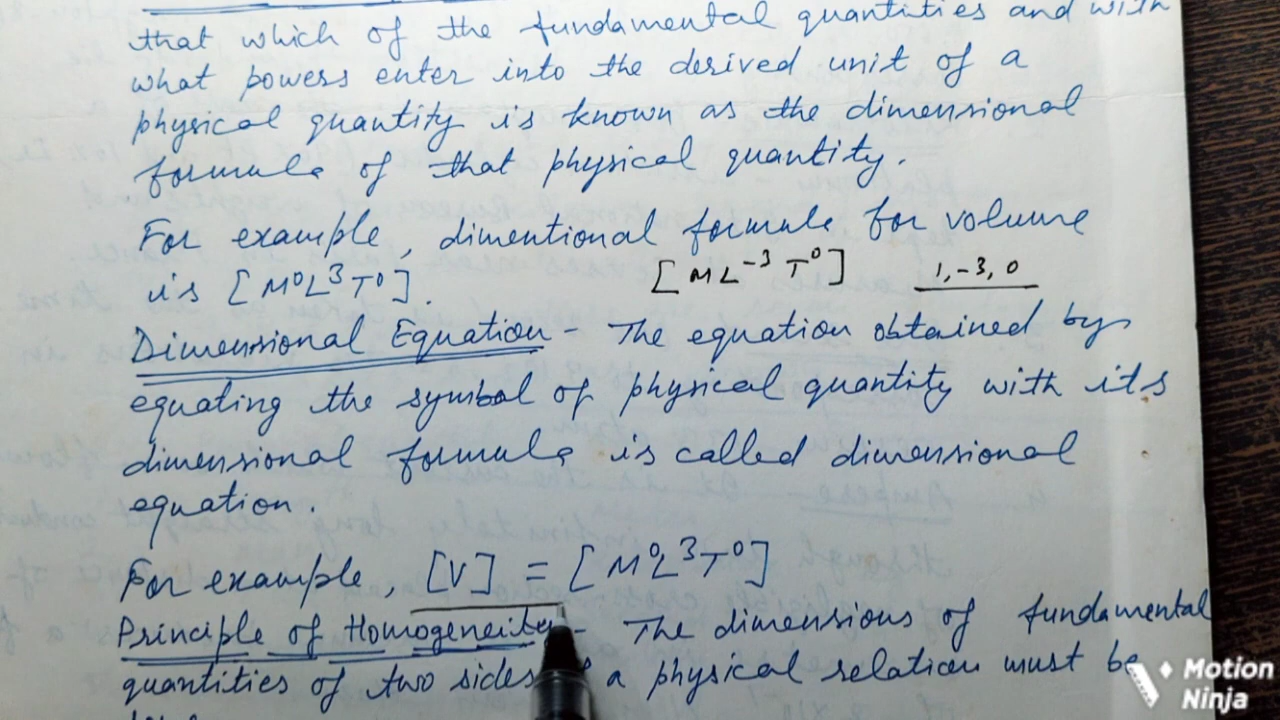 that which of the fundamental quantities and with
what powers enter into the derived unit of a
physical quantity is known as the dimensional
formula of that physical quantity.
For example, dimentional formula for volume
is [M⁰L³T⁰]. [ML⁻³T⁰] 1,-3,0
Dimensional Equation - The equation obtained by
equating the symbol of physical quantity with its
dimensional formula is called dimensional
equation.
For example, [V] = [M⁰L³T⁰]
Principle of Homogeneity - The dimensions of fundamental
quantities of two sides a physical relation must be
Motion
Ninja